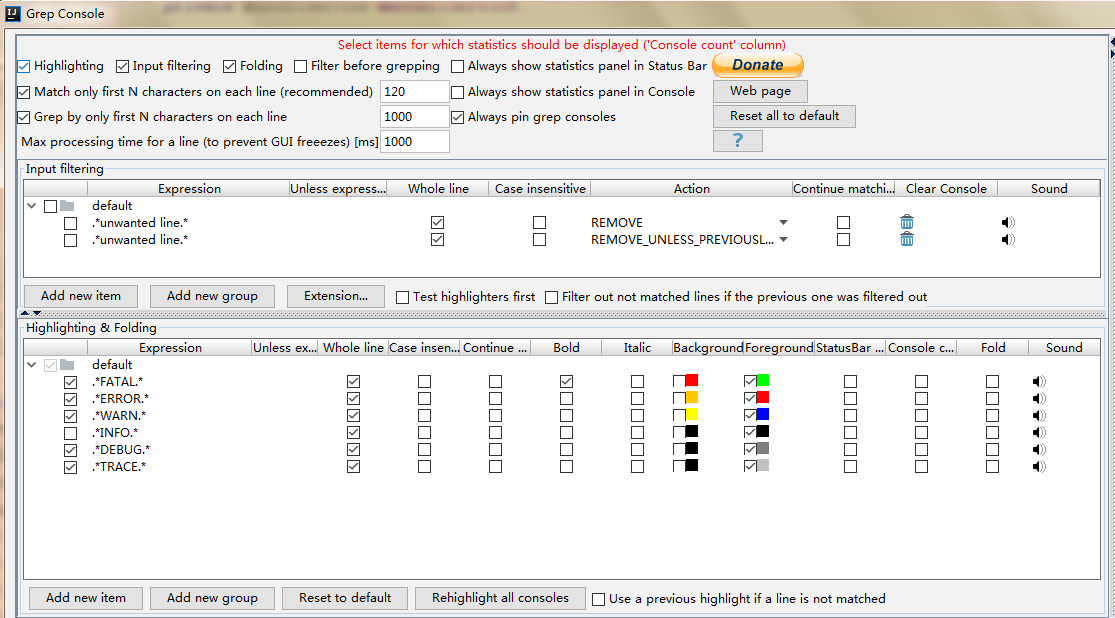 Grep Console
Select items for which statistics should be displayed ('Console count' column)
Highlighting Input filtering Folding Filter before grepping Always show statistics panel in Status Bar Donate
Match only first N characters on each line (recommended) 120 Always show statistics panel in Console Web page
Grep by only first N characters on each line 1000 Always pin grep consoles Reset all to default
Max processing time for a line (to prevent GUI freeezes) [ms] 1000 ?
Input filtering
Expression Unless express... Whole line Case insensitive Action Continue matchi... Clear Console Sound
default
.*unwanted line.* REMOVE
.*unwanted line.* REMOVE_UNLESS_PREVIOUSL...
Add new item Add new group Extension... Test highlighters first Filter out not matched lines if the previous one was filtered out
Highlighting & Folding
Expression Unless ex... Whole line Case insen... Continue ... Bold Italic Background Foreground StatusBar ... Console c... Fold Sound
default
.*FATAL.*
.*ERROR.*
.*WARN.*
.*INFO.*
.*DEBUG.*
.*TRACE.*
Add new item Add new group Reset to default Rehighlight all consoles Use a previous highlight if a line is not matched